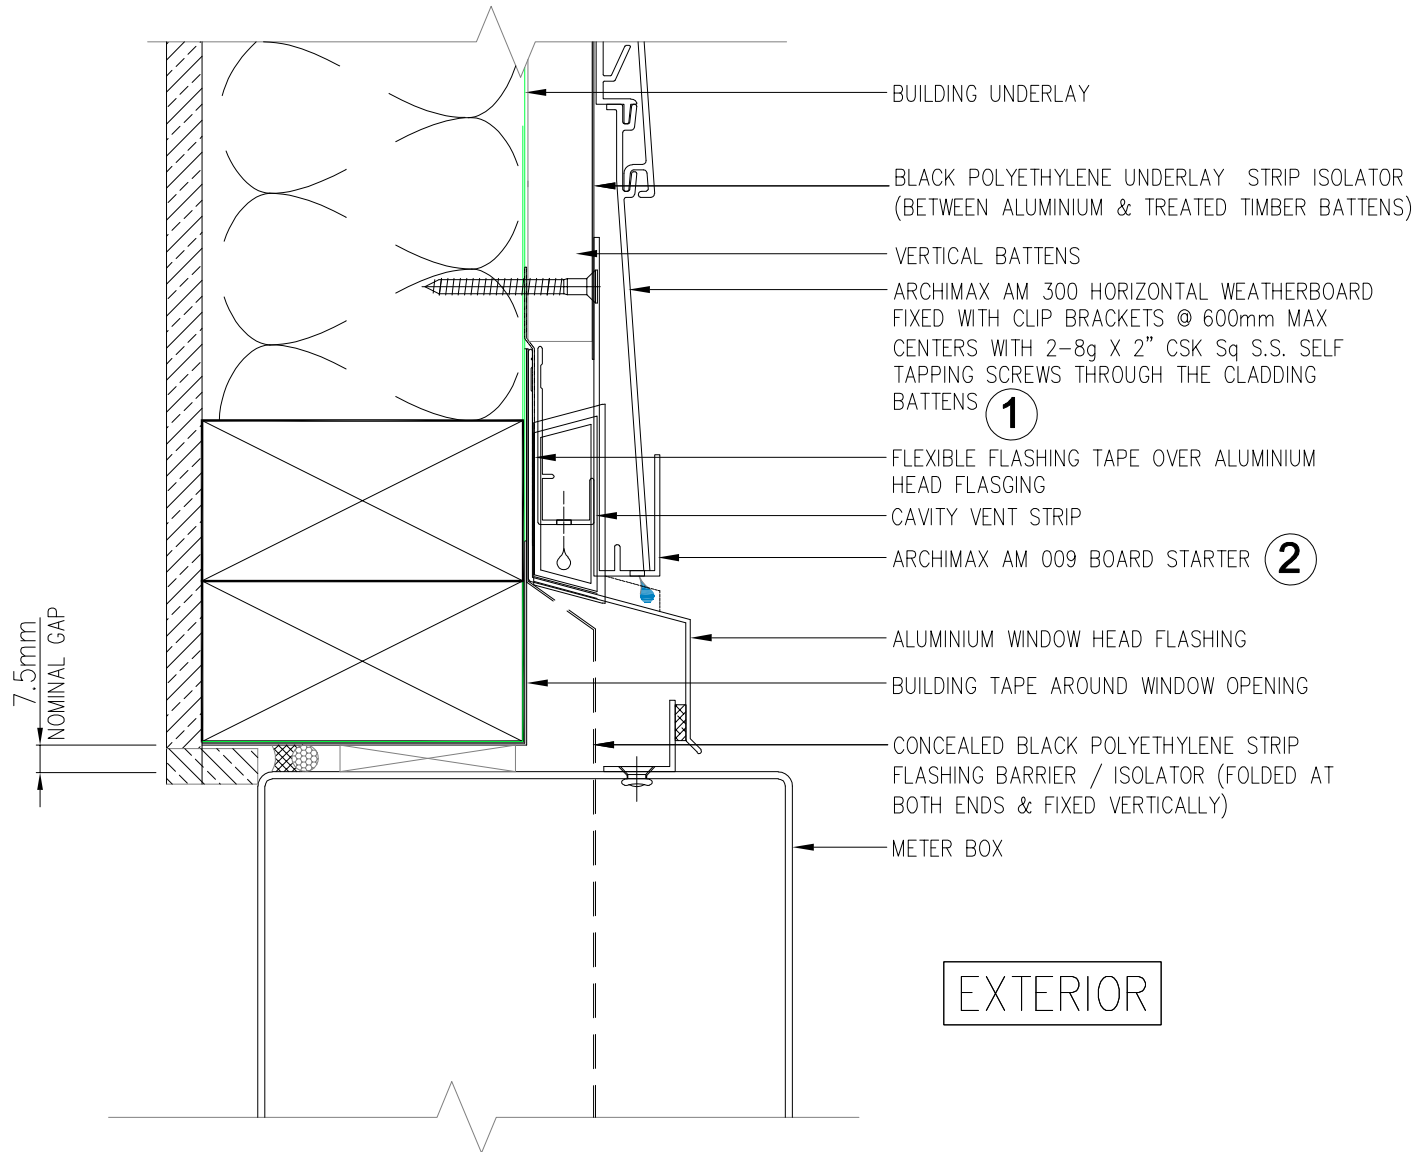 BUILDING UNDERLAY
BLACK POLYETHYLENE UNDERLAY STRIP ISOLATOR
(BETWEEN ALUMINIUM & TREATED TIMBER BATTENS)
VERTICAL BATTENS
ARCHIMAX AM 300 HORIZONTAL WEATHERBOARD
FIXED WITH CLIP BRACKETS @ 600mm MAX
CENTERS WITH 2-8g X 2" CSK Sq S.S. SELF
TAPPING SCREWS THROUGH THE CLADDING
BATTENS 1
FLEXIBLE FLASHING TAPE OVER ALUMINIUM
HEAD FLASGING
CAVITY VENT STRIP
ARCHIMAX AM 009 BOARD STARTER 2
ALUMINIUM WINDOW HEAD FLASHING
BUILDING TAPE AROUND WINDOW OPENING
CONCEALED BLACK POLYETHYLENE STRIP
FLASHING BARRIER / ISOLATOR (FOLDED AT
BOTH ENDS & FIXED VERTICALLY)
METER BOX
7.5mm
NOMINAL GAP
EXTERIOR